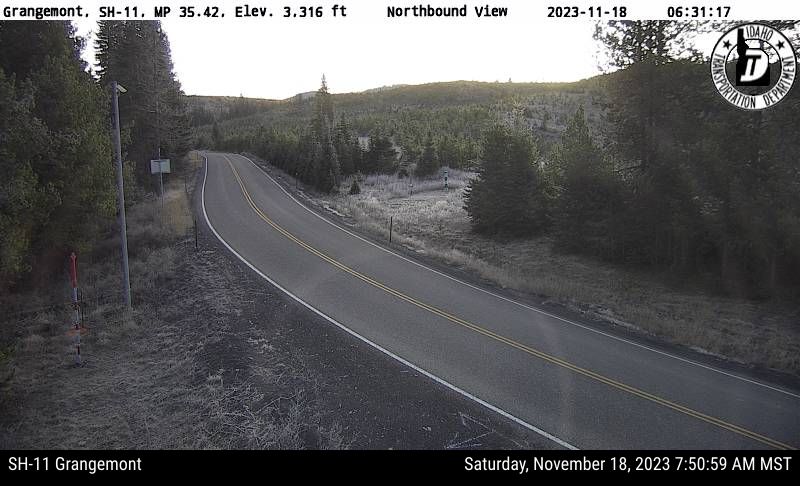 Grangemont, SH-11, MP 35.42, Elev. 3,316 ft Northbound View 2023-11-18 06:31:17
IDAHO
TRANSPORTATION DEPARTMENT
SH-11 Grangemont Saturday, November 18, 2023 7:50:59 AM MST